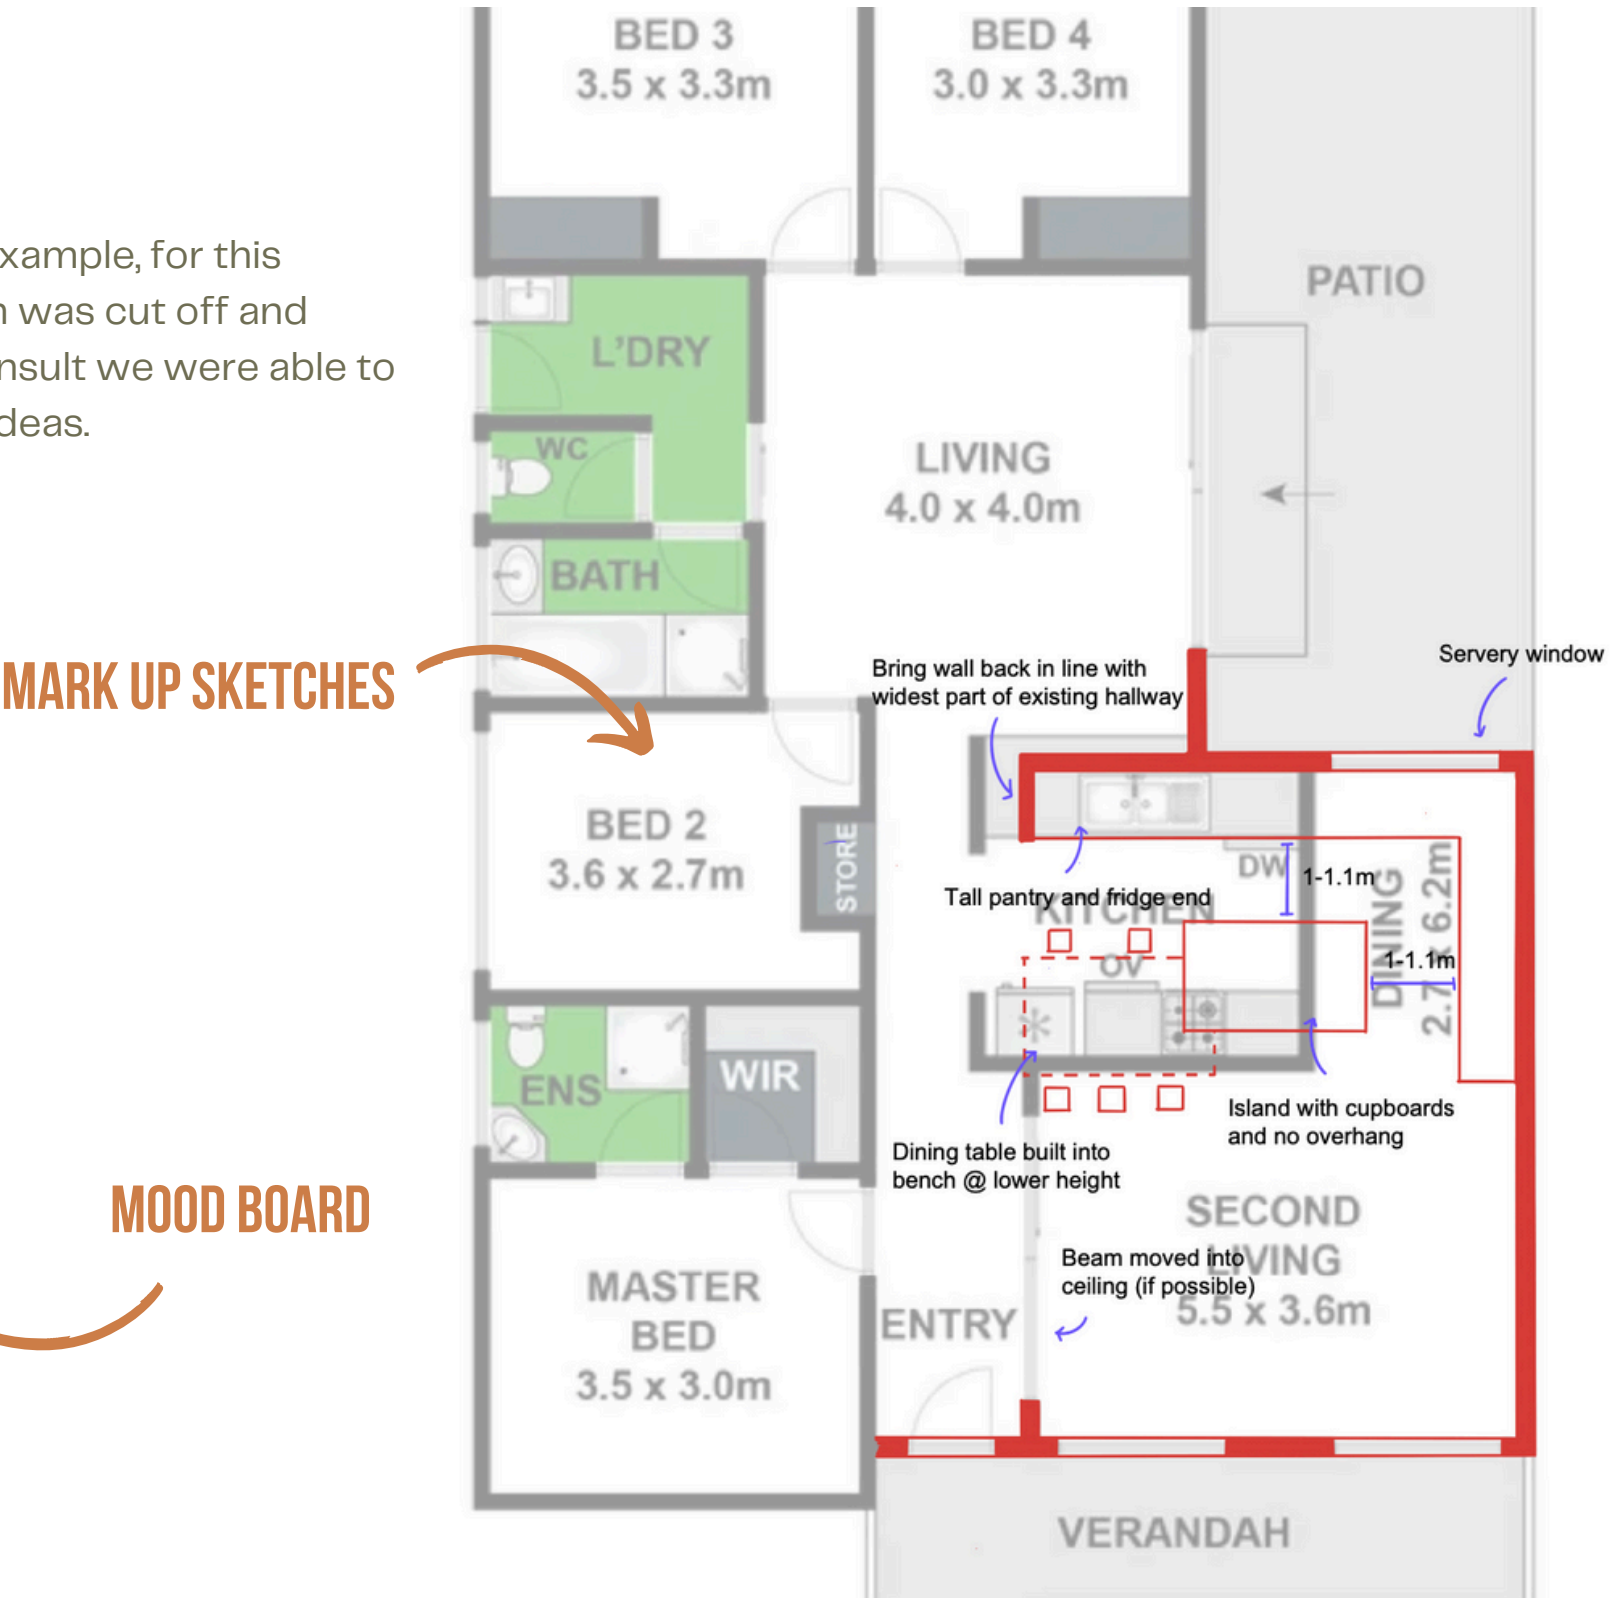 BED 3
3.5 x 3.3m
BED 4
3.0 x 3.3m
xample, for this
was cut off and
nsult we were able to
deas.
PATIO
L'DRY
WC
BATH
LIVING
4.0 x 4.0m
MARK UP SKETCHES
Bring wall back in line with
widest part of existing hallway
Servery window
BED 2
3.6 x 2.7m
STORE
Tall pantry and fridge end
KITCHEN
DW
1-1.1m
OV
DINING
2.7 x 6.2m
1-1.1m
ENS
WIR
Island with cupboards
and no overhang
Dining table built into
bench @ lower height
MOOD BOARD
SECOND
LIVING
5.5 x 3.6m
Beam moved into
ceiling (if possible)
MASTER
BED
3.5 x 3.0m
ENTRY
VERANDAH